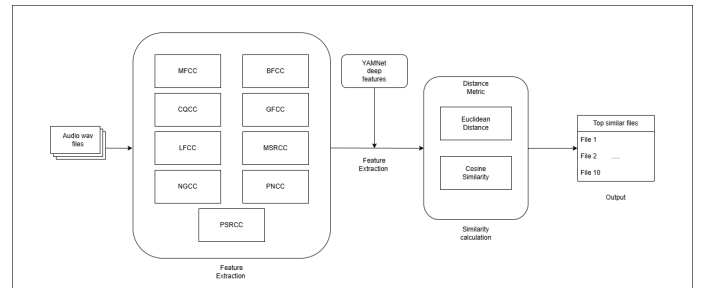 Audio wav
files
MFCC
BFCC
CQCC
GFCC
LFCC
MSRCC
NGCC
PNCC
PSRCC
Feature
Extraction
YAMNet
deep
features
Feature
Extraction
Distance
Metric
Euclidean
Distance
Cosine
Similarity
Similarity
calculation
Top similar files
File 1
File 2 .....
File 10
Output